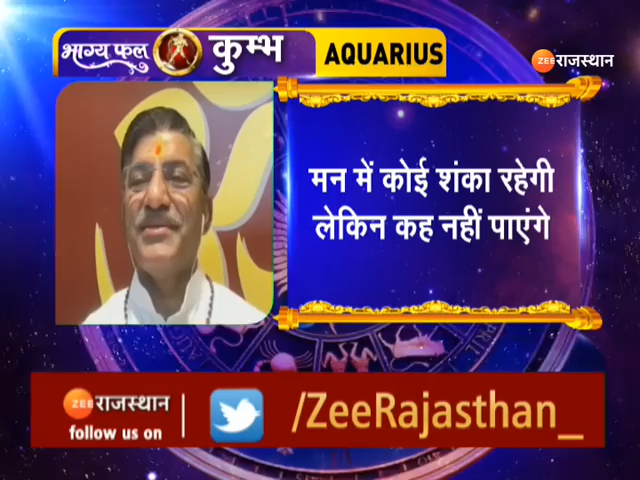 भाग्य फल
कुम्भ
AQUARIUS
ZEE राजस्थान
मन में कोई शंका रहेगी
लेकिन कह नहीं पाएंगे
ZEE राजस्थान
follow us on
/ZeeRajasthan_